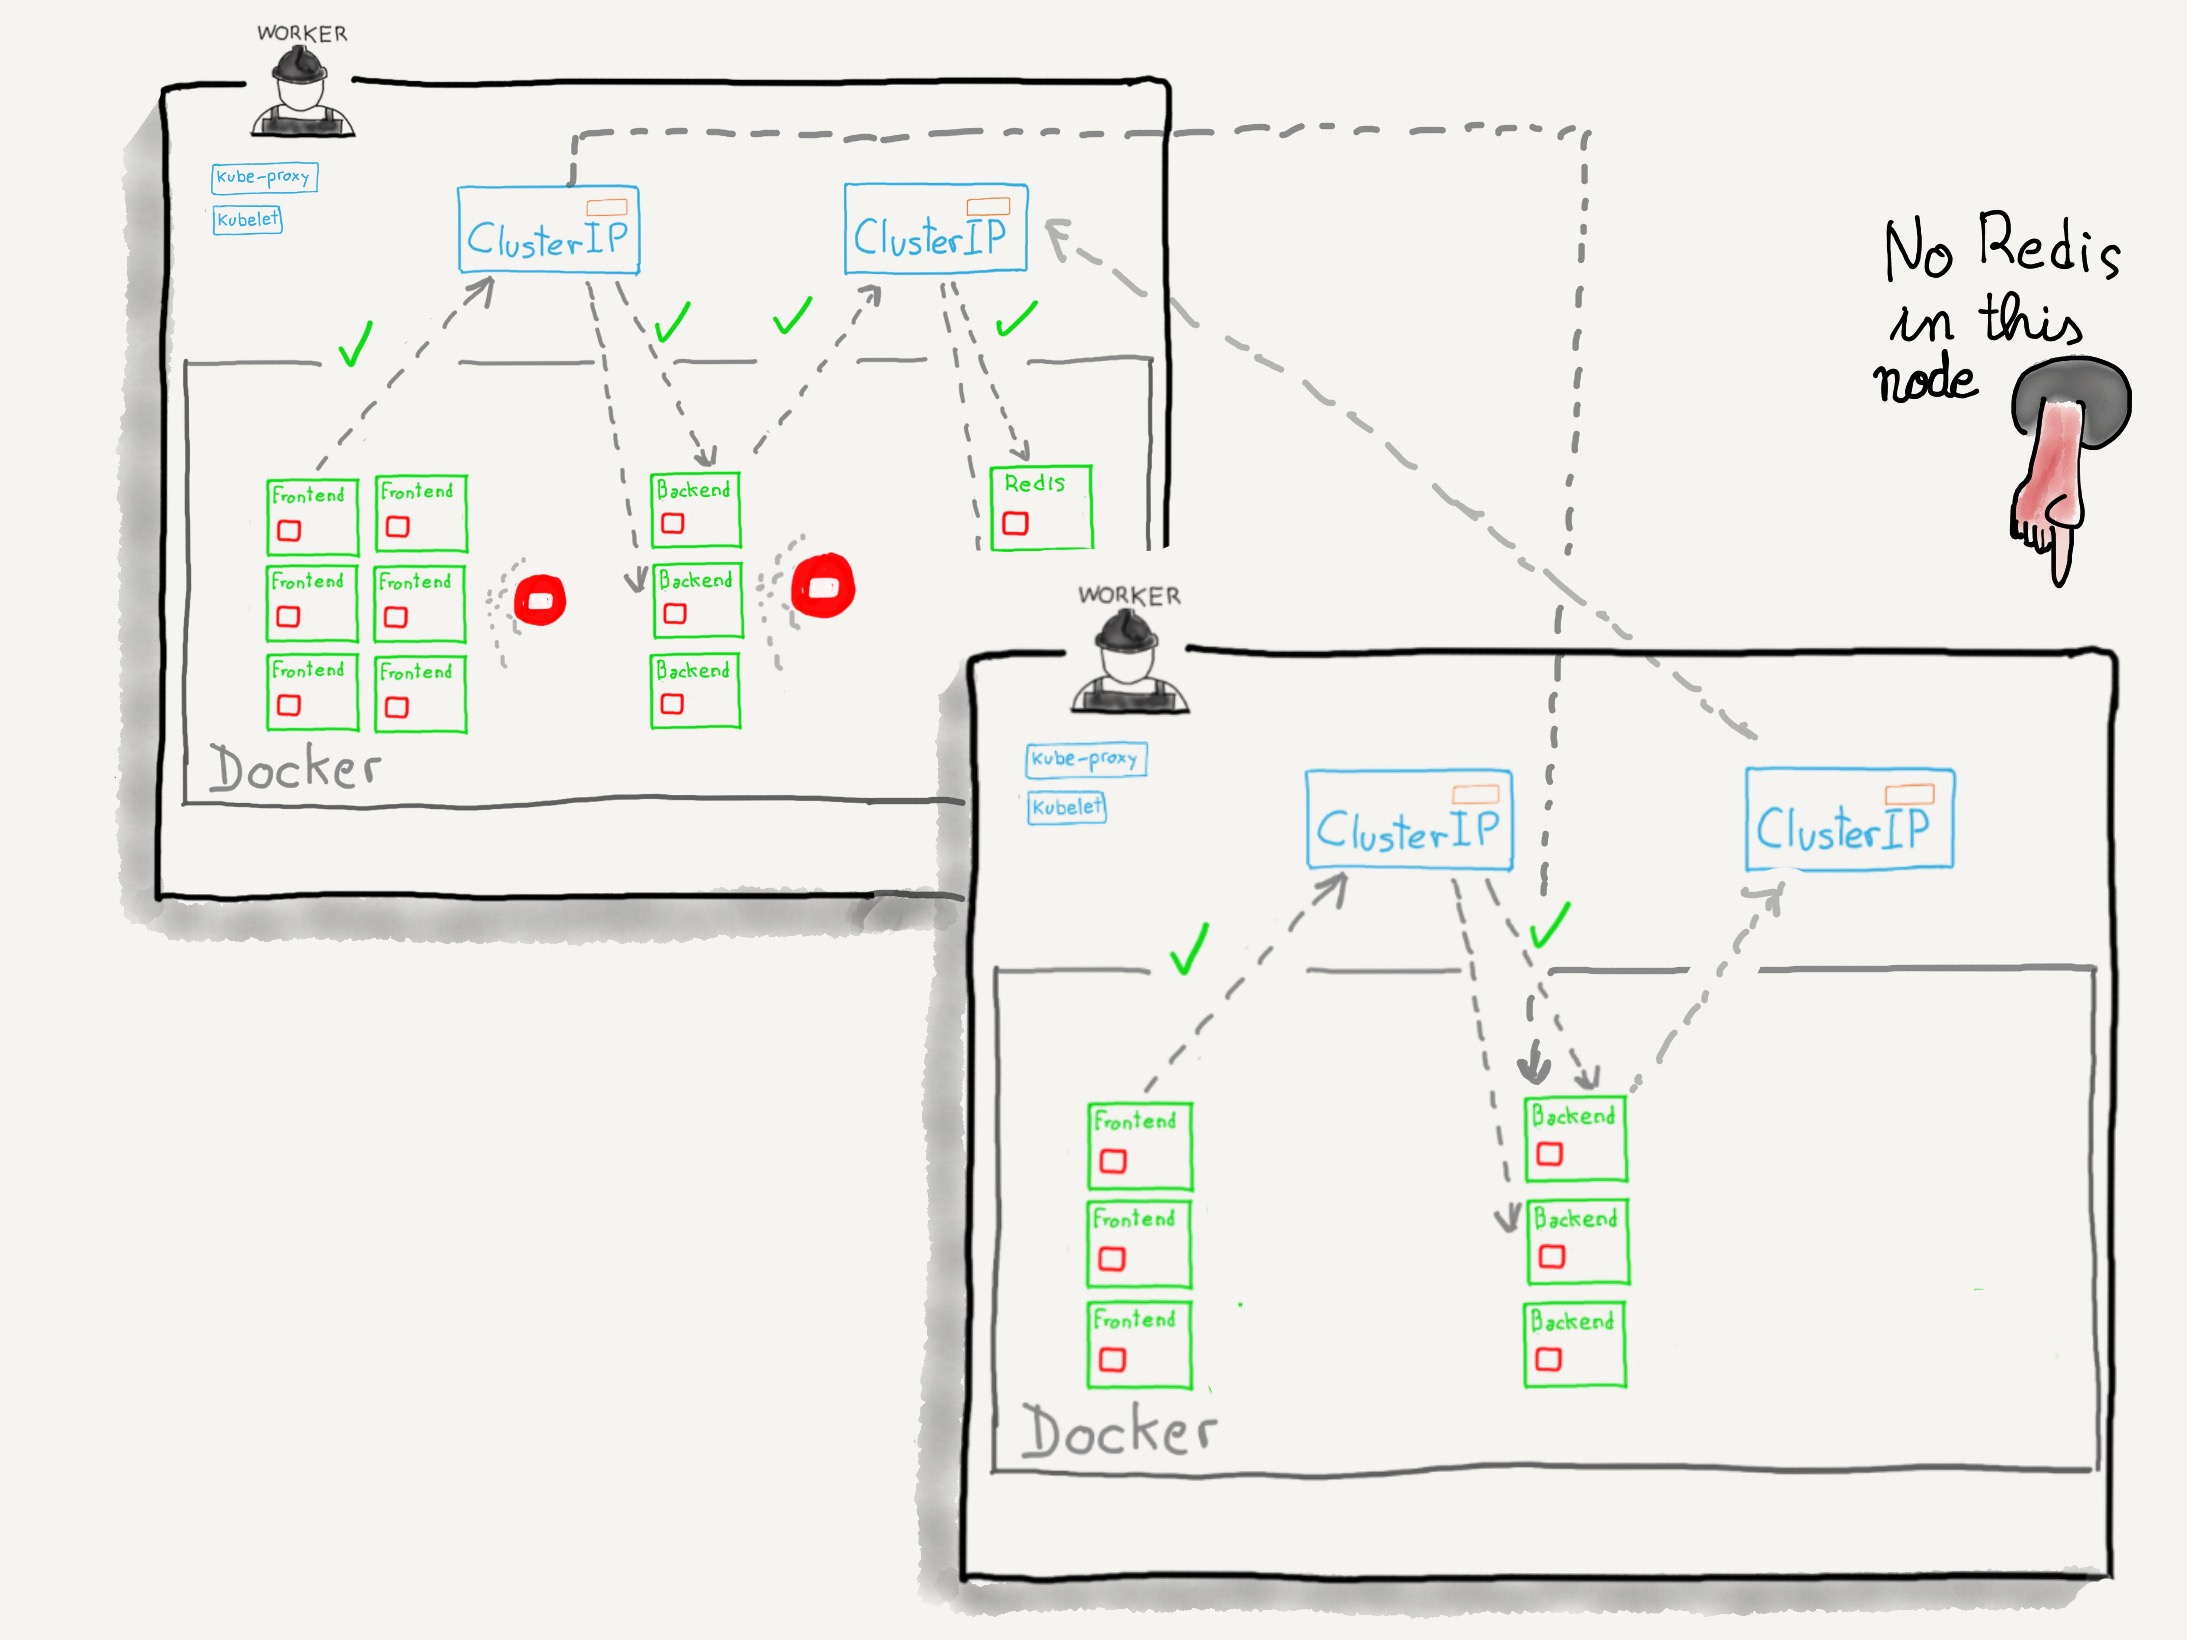 WORKER
Kube-proxy
Kubelet
ClusterIP
ClusterIP
No Redis
in this
node
Frontend
Frontend
Backend
Redis
Frontend
Frontend
Backend
Frontend
Frontend
Backend
Docker
WORKER
Kube-proxy
Kubelet
ClusterIP
ClusterIP
Frontend
Backend
Frontend
Backend
Frontend
Backend
Docker